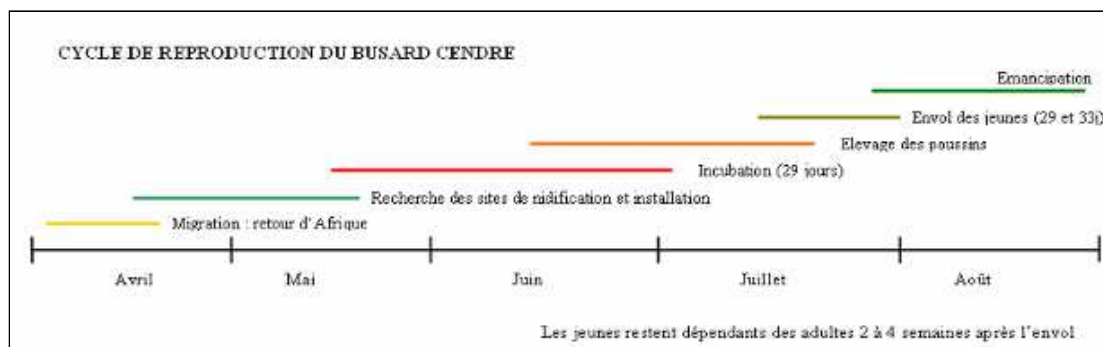 CYCLE DE REPRODUCTION DU BUSARD CENDRE
Emancipation
Envol des jeunes (29 et 33j)
Elevage des poussins
Incubation (29 jours)
Recherche des sites de nidification et installation
Migration : retour d'Afrique
Avril Mai Juin Juillet Août
Les jeunes restent dépendants des adultes 2 à 4 semaines après l'envol